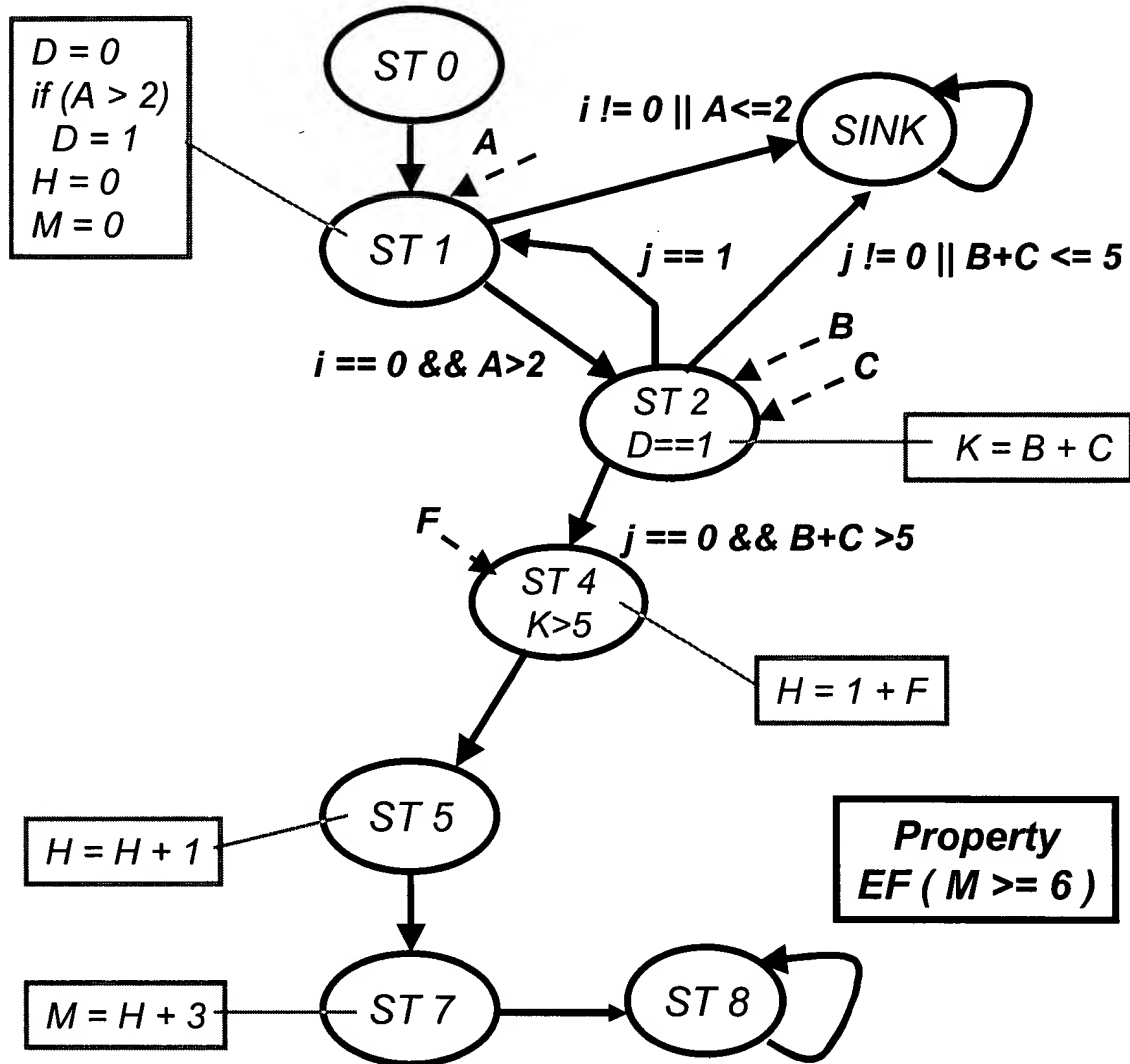 D = 0
if (A > 2)
D = 1
H = 0
M = 0
ST 0
i != 0 || A<=2
SINK
A
ST 1
j == 1
j != 0 || B+C <= 5
i == 0 && A>2
B
C
ST 2
D==1
K = B + C
F
j == 0 && B+C >5
ST 4
K>5
H = 1 + F
ST 5
H = H + 1
Property
EF ( M >= 6 )
M = H + 3
ST 7
ST 8